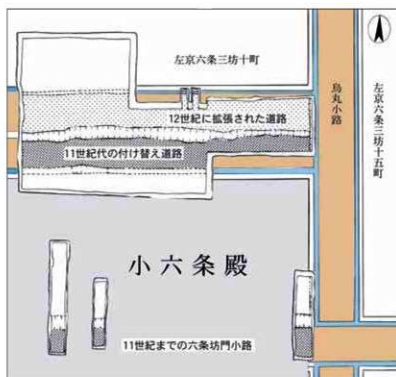 左京六条三坊十町
烏丸小路
左京六条三坊十五町
12世紀に拡張された道路
11世紀代の付け替え道路
小六条殿
11世紀までの六条坊門小路